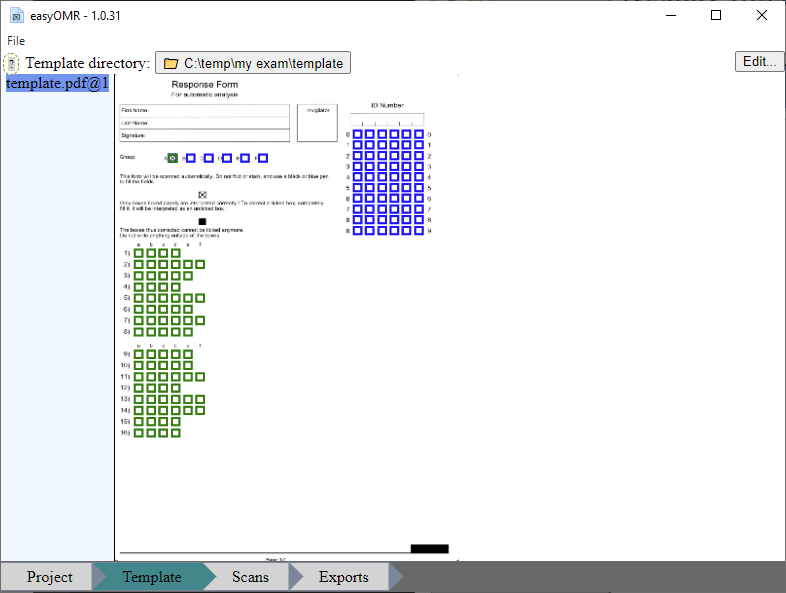 easyOMR - 1.0.31
File
? Template directory: C:\temp\my exam\template Edit...
template.pdf@1
Response Form
For automatic analysis
First Name:
Last Name:
Signature:
Invigilator
ID Number
0 0
1 1
2 2
3 3
4 4
5 5
6 6
7 7
8 8
9 9
This form will be scanned automatically. Do not fold or stain, and use a black or blue pen
to fill the fields.
Only boxes ticked clearly are interpreted correctly! To correct a ticked box, completely
fill it. It will be interpreted as an unticked box:
The boxes thus corrected cannot be ticked anymore.
Do not write anything outside of the boxes.
a b c d e f
1)
2)
3)
4)
5)
6)
7)
8)
a b c d e f
9)
10)
11)
12)
13)
14)
15)
16)
Project Template Scans Exports